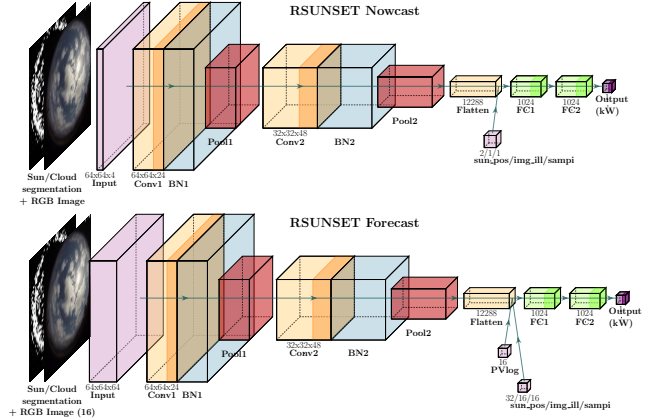 RSUNSET Nowcast
Sun/Cloud
segmentation
+ RGB Image
64x64x4
Input
64x64x24
Conv1
BN1
Pool1
32x32x48
Conv2
BN2
Pool2
12288
Flatten
2/1/1
sun_pos/img_ill/sampi
1024
FC1
1024
FC2
Output
(kW)
RSUNSET Forecast
Sun/Cloud
segmentation
+ RGB Image (16)
64x64x64
Input
64x64x24
Conv1
BN1
Pool1
32x32x48
Conv2
BN2
Pool2
12288
Flatten
16
PVlog
32/16/16
sun_pos/img_ill/sampi
1024
FC1
1024
FC2
Output
(kW)